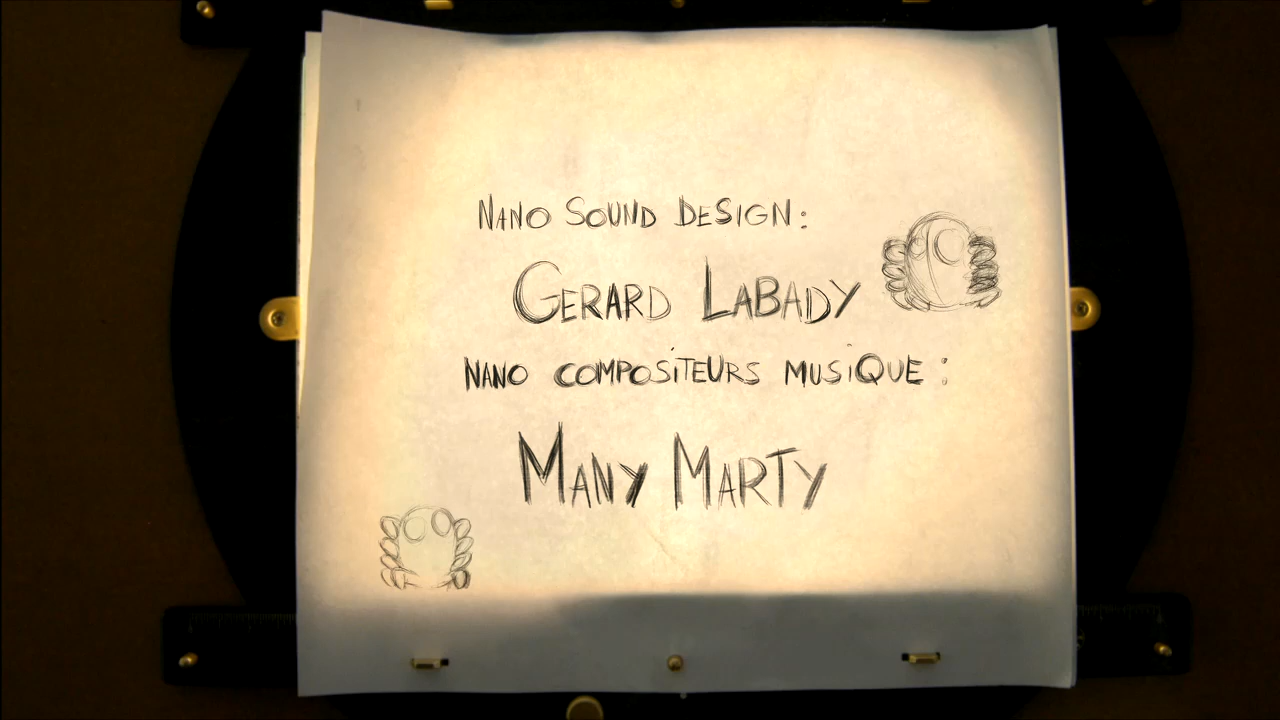 NANO SOUND DESIGN:
GERARD LABADY
NANO COMPOSITEURS MUSIQUE :
MANY MARTY